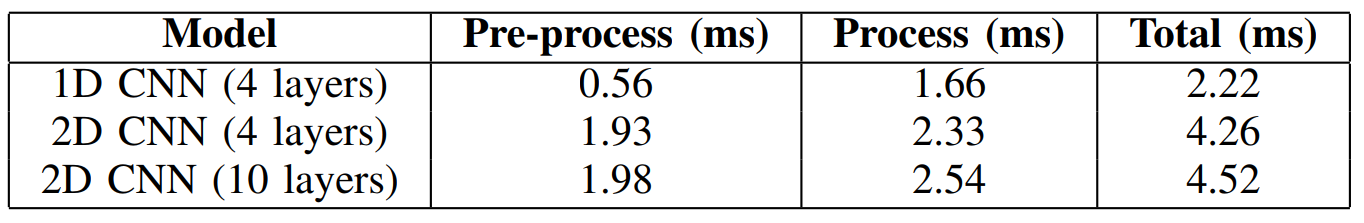 Model Pre-process (ms) Process (ms) Total (ms)
1D CNN (4 layers) 0.56 1.66 2.22
2D CNN (4 layers) 1.93 2.33 4.26
2D CNN (10 layers) 1.98 2.54 4.52